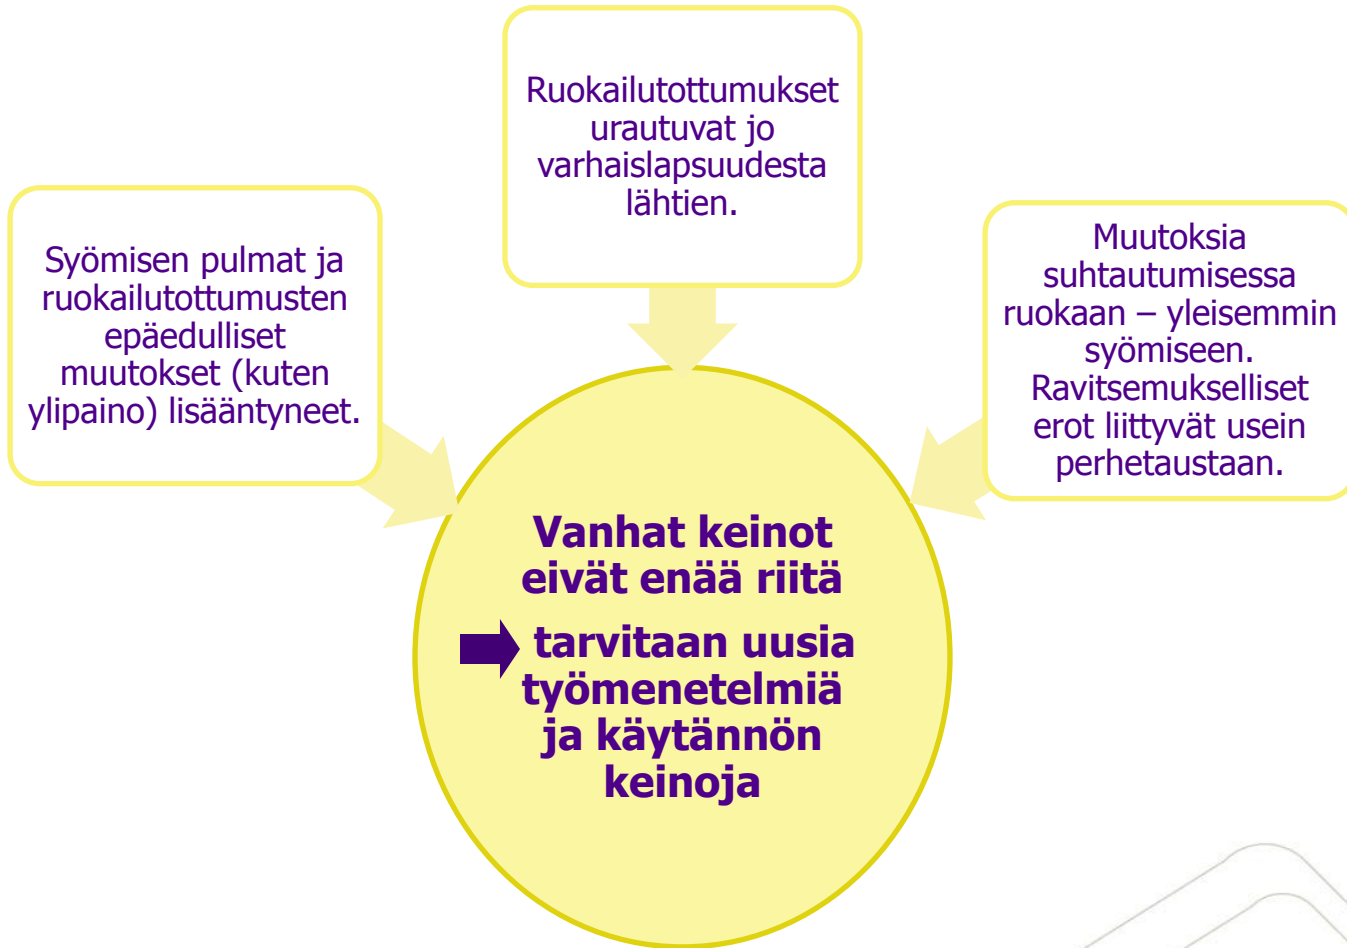 Ruokailutottumukset
urautuvat jo
varhaislapsuudesta
lähtien.
Syömisen pulmat ja
ruokailutottumusten
epäedulliset
muutokset (kuten
ylipaino) lisääntyneet.
Muutoksia
suhtautumisessa
ruokaan – yleisemmin
syömiseen.
Ravitsemukselliset
erot liittyvät usein
perhetaustaan.
Vanhat keinot
eivät enää riitä
tarvitaan uusia
työmenetelmiä
ja käytännön
keinoja